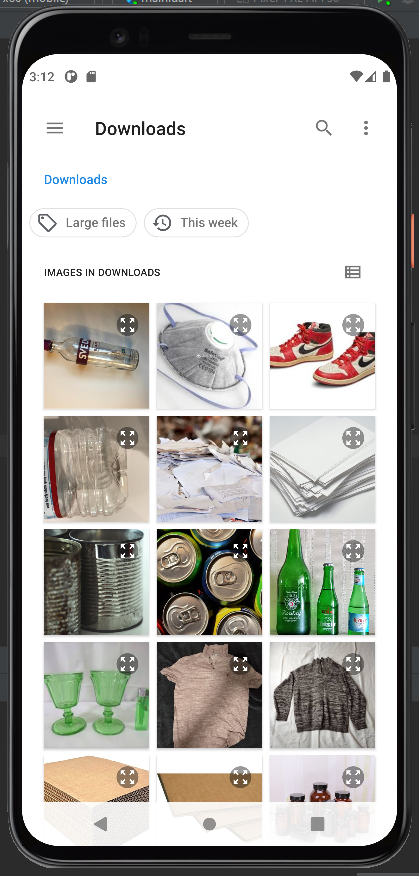 3:12
Downloads
Downloads
Large files
This week
IMAGES IN DOWNLOADS